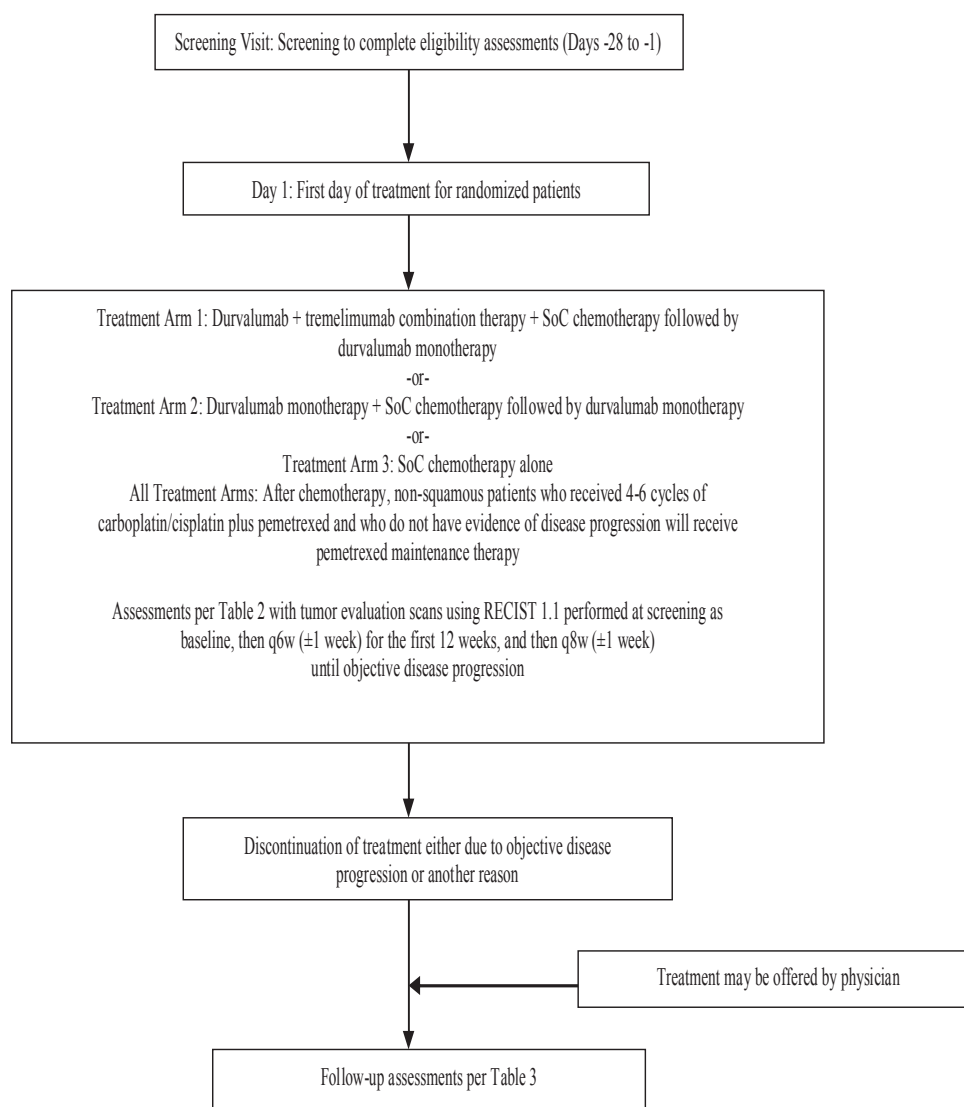 Screening Visit: Screening to complete eligibility assessments (Days -28 to -1)
Day 1: First day of treatment for randomized patients
Treatment Arm 1: Durvalumab + tremelimumab combination therapy + SoC chemotherapy followed by
durvalumab monotherapy
-or-
Treatment Arm 2: Durvalumab monotherapy + SoC chemotherapy followed by durvalumab monotherapy
-or-
Treatment Arm 3: SoC chemotherapy alone
All Treatment Arms: After chemotherapy, non-squamous patients who received 4-6 cycles of
carboplatin/cisplatin plus pemetrexed and who do not have evidence of disease progression will receive
pemetrexed maintenance therapy
Assessments per Table 2 with tumor evaluation scans using RECIST 1.1 performed at screening as
baseline, then q6w (±1 week) for the first 12 weeks, and then q8w (±1 week)
until objective disease progression
Discontinuation of treatment either due to objective disease
progression or another reason
Treatment may be offered by physician
Follow-up assessments per Table 3